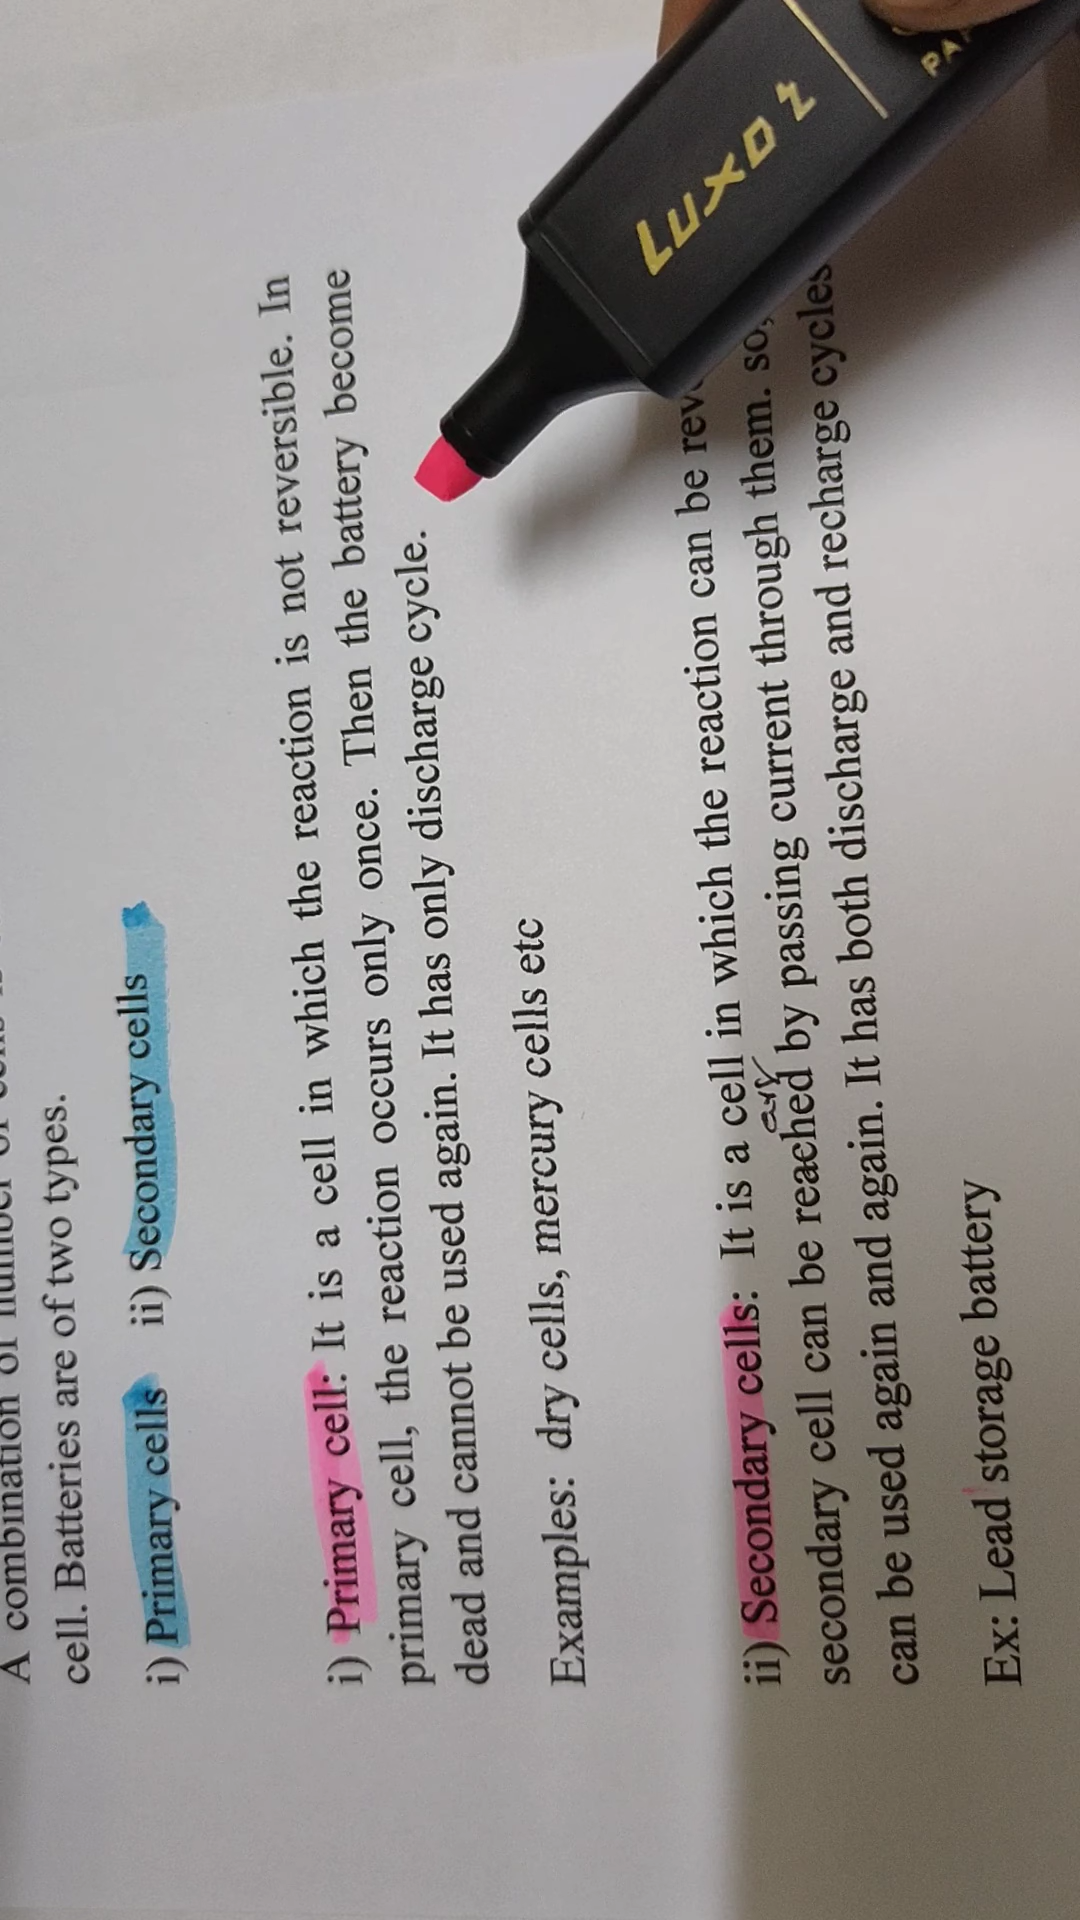 A combination of number of
cell. Batteries are of two types.
i) Primary cells ii) Secondary cells
i) Primary cell: It is a cell in which the reaction is not reversible. In
primary cell, the reaction occurs only once. Then the battery become
dead and cannot be used again. It has only discharge cycle.
Examples: dry cells, mercury cells etc
ii) Secondary cells: It is a cell in which the reaction can be
secondary cell can be reached by passing current through them. so,
can be used again and again. It has both discharge and recharge cycles
Ex: Lead storage battery
LUXOR